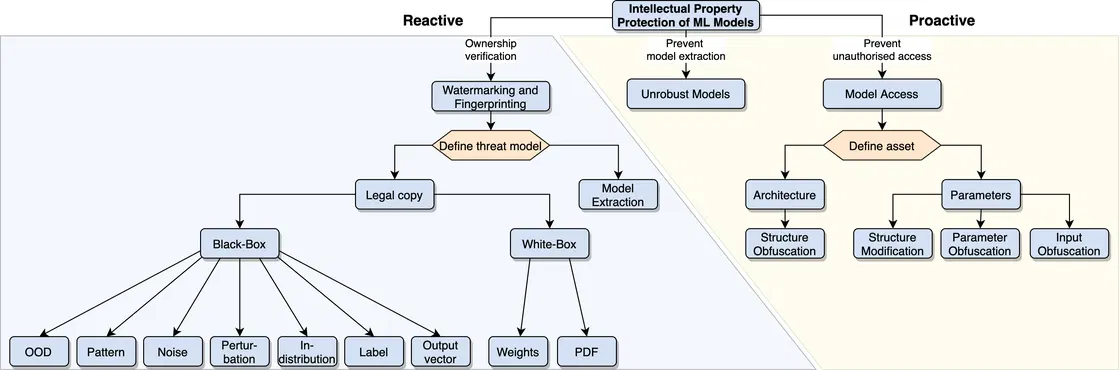 Reactive
Intellectual Property
Protection of ML Models
Proactive
Ownership
verification
Prevent
model extraction
Prevent
unauthorised access
Watermarking and
Fingerprinting
Unrobust Models
Model Access
Define threat model
Define asset
Legal copy
Model
Extraction
Architecture
Parameters
Black-Box
White-Box
Structure
Obfuscation
Structure
Modification
Parameter
Obfuscation
Input
Obfuscation
OOD
Pattern
Noise
Pertur-
bation
In-
distribution
Label
Output
vector
Weights
PDF